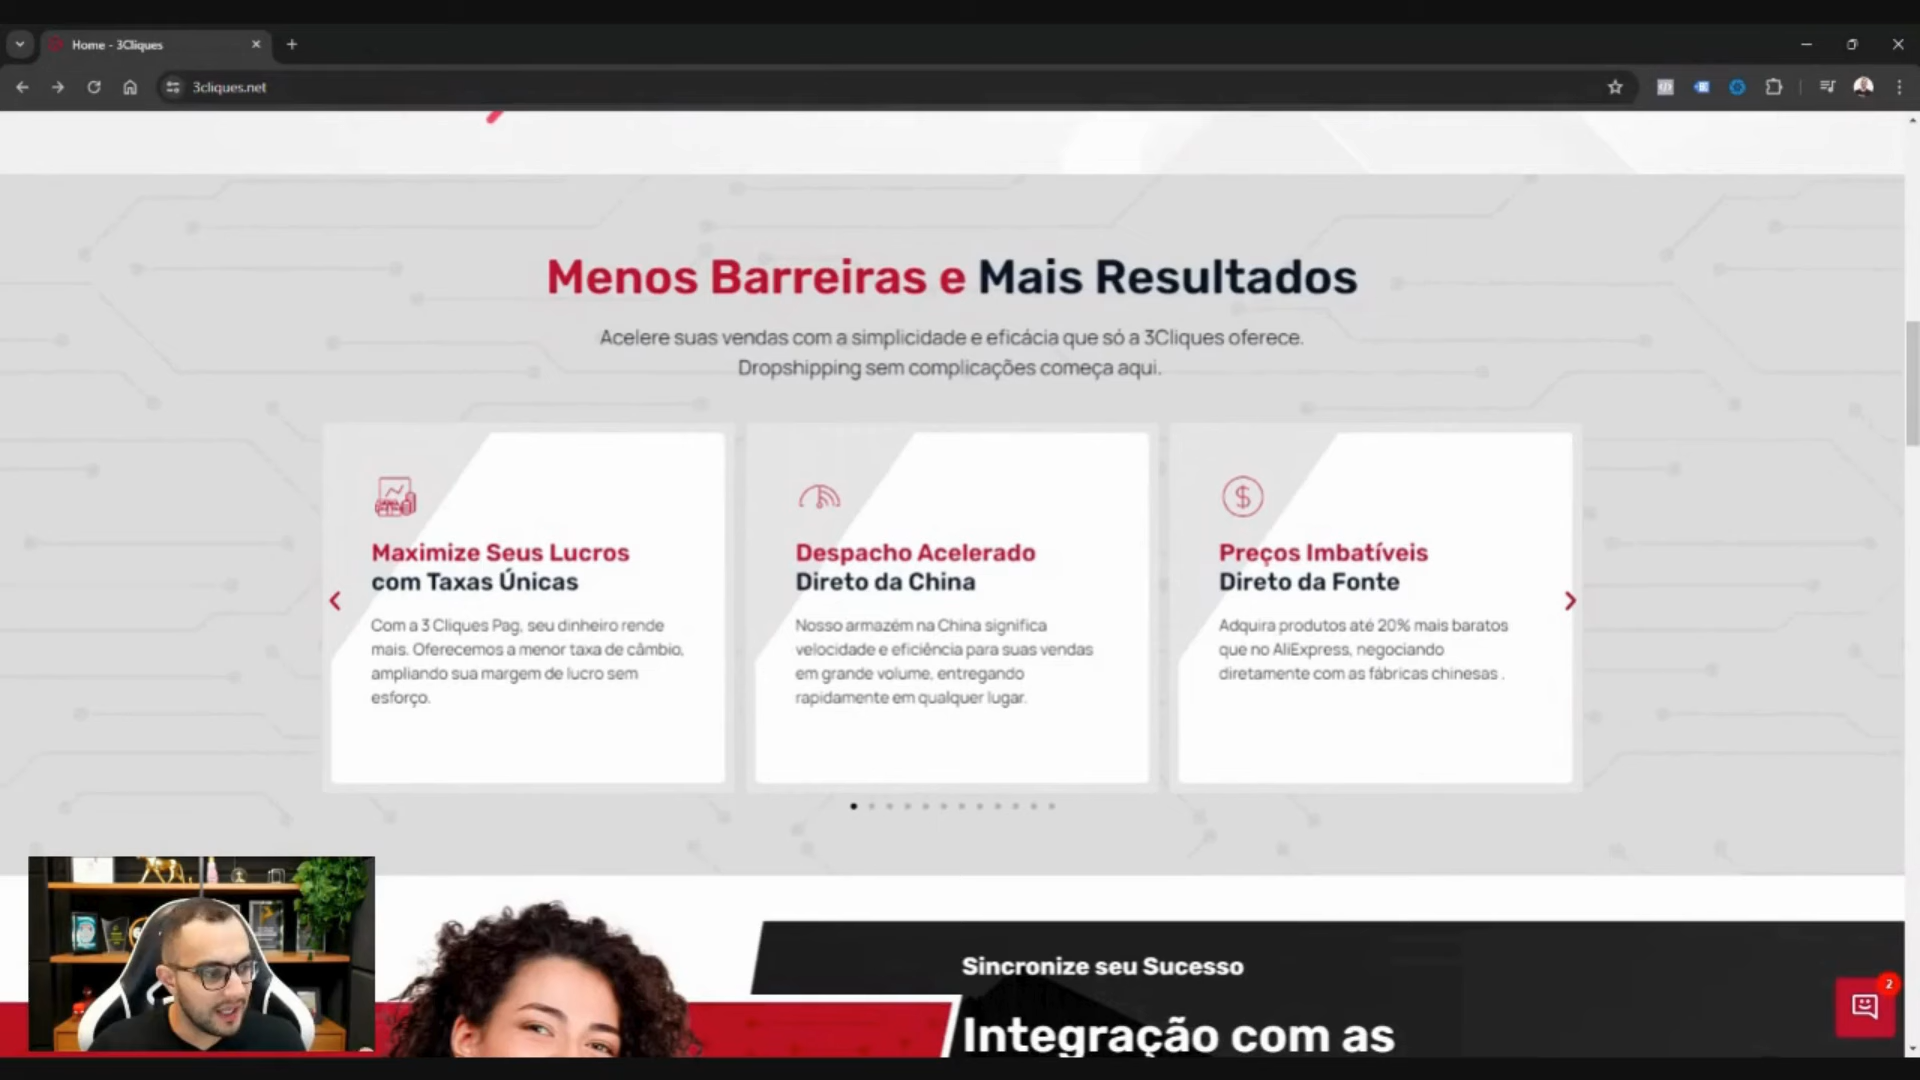 Home - 3Cliques
3cliques.net
Menos Barreiras e Mais Resultados
Acelere suas vendas com a simplicidade e eficácia que só a 3Cliques oferece.
Dropshipping sem complicações começa aqui.
Maximize Seus Lucros
com Taxas Únicas
Com a 3 Cliques Pag, seu dinheiro rende
mais. Oferecemos a menor taxa de câmbio,
ampliando sua margem de lucro sem
esforço.
Despacho Acelerado
Direto da China
Nosso armazém na China significa
velocidade e eficiência para suas vendas
em grande volume, entregando
rapidamente em qualquer lugar.
Preços Imbatíveis
Direto da Fonte
Adquira produtos até 20% mais baratos
que no AliExpress, negociando
diretamente com as fábricas chinesas .
Sincronize seu Sucesso
Integração com as
2